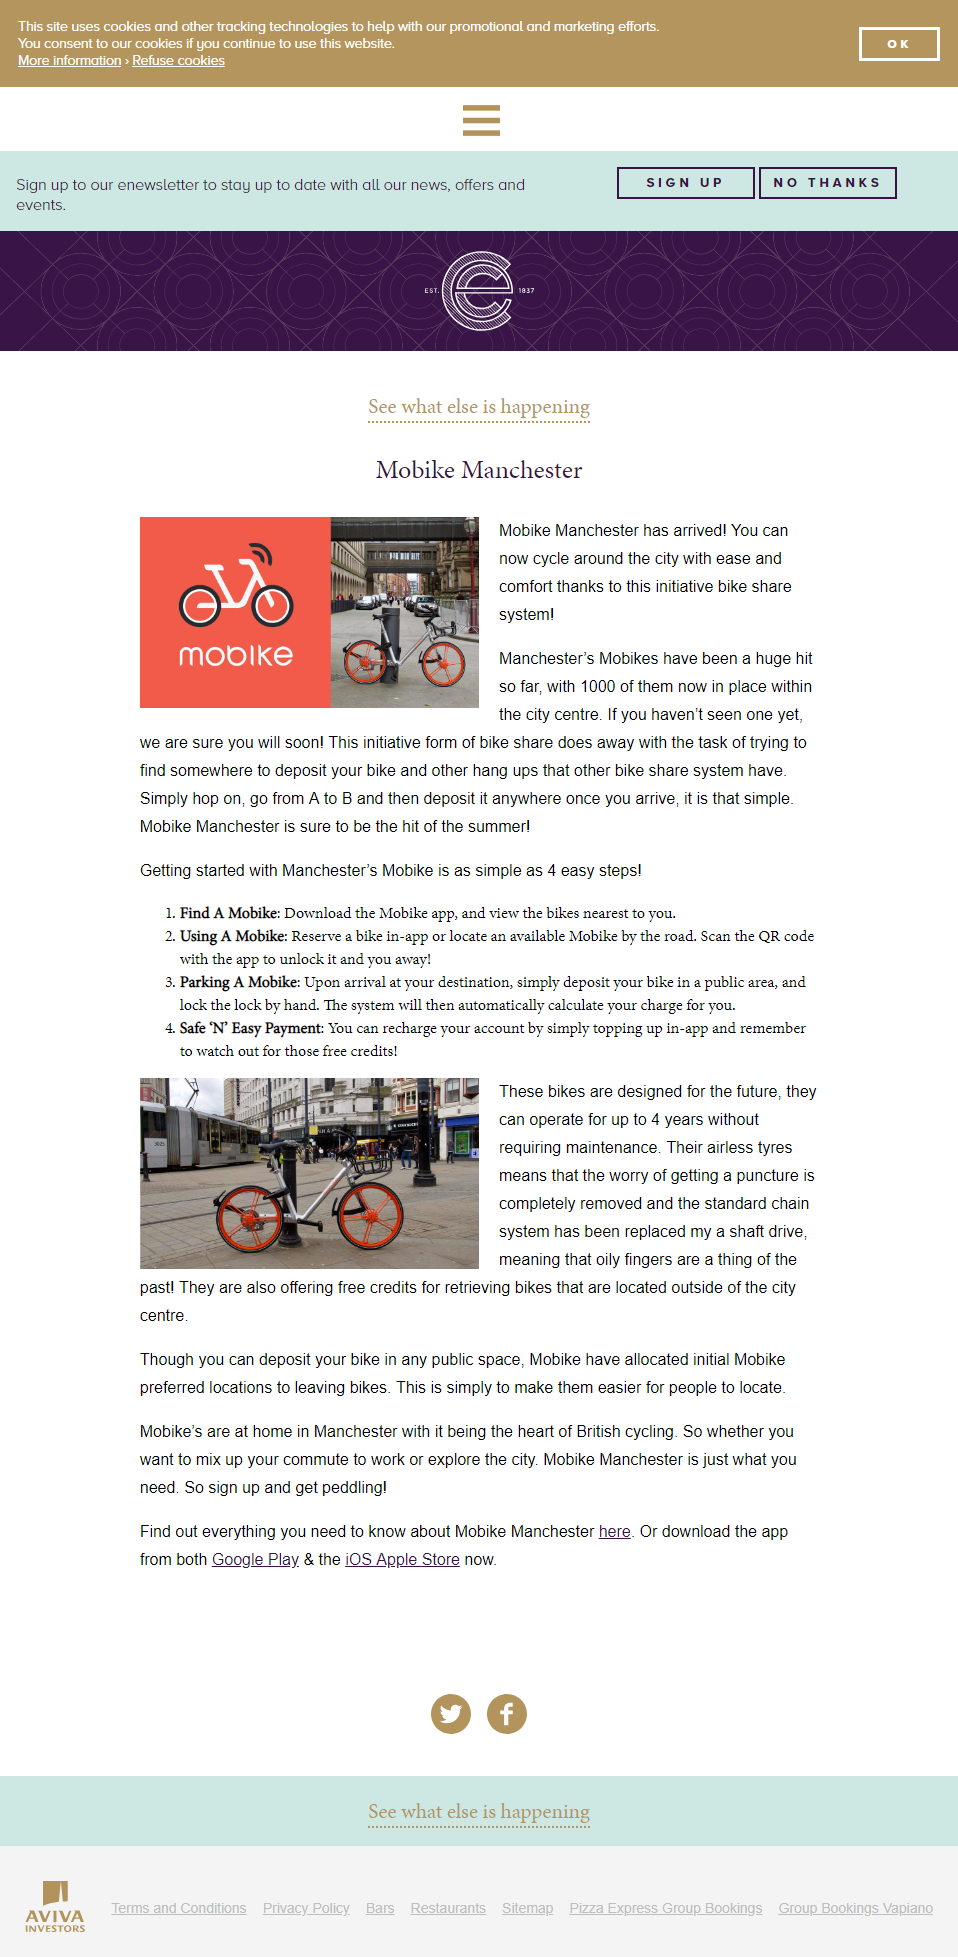 This site uses cookies and other tracking technologies to help with our promotional and marketing efforts.
You consent to our cookies if you continue to use this website.
More information › Refuse cookies
OK
Sign up to our enewsletter to stay up to date with all our news, offers and
events.
SIGN UP
NO THANKS
EST. e 1837
See what else is happening
Mobike Manchester
mobike
Mobike Manchester has arrived! You can
now cycle around the city with ease and
comfort thanks to this initiative bike share
system!
Manchester’s Mobikes have been a huge hit
so far, with 1000 of them now in place within
the city centre. If you haven’t seen one yet,
we are sure you will soon! This initiative form of bike share does away with the task of trying to
find somewhere to deposit your bike and other hang ups that other bike share system have.
Simply hop on, go from A to B and then deposit it anywhere once you arrive, it is that simple.
Mobike Manchester is sure to be the hit of the summer!
Getting started with Manchester’s Mobike is as simple as 4 easy steps!
1. Find A Mobike: Download the Mobike app, and view the bikes nearest to you.
2. Using A Mobike: Reserve a bike in-app or locate an available Mobike by the road. Scan the QR code
with the app to unlock it and you away!
3. Parking A Mobike: Upon arrival at your destination, simply deposit your bike in a public area, and
lock the lock by hand. The system will then automatically calculate your charge for you.
4. Safe ‘N’ Easy Payment: You can recharge your account by simply topping up in-app and remember
to watch out for those free credits!
These bikes are designed for the future, they
can operate for up to 4 years without
requiring maintenance. Their airless tyres
means that the worry of getting a puncture is
completely removed and the standard chain
system has been replaced my a shaft drive,
meaning that oily fingers are a thing of the
past! They are also offering free credits for retrieving bikes that are located outside of the city
centre.
Though you can deposit your bike in any public space, Mobike have allocated initial Mobike
preferred locations to leaving bikes. This is simply to make them easier for people to locate.
Mobike’s are at home in Manchester with it being the heart of British cycling. So whether you
want to mix up your commute to work or explore the city. Mobike Manchester is just what you
need. So sign up and get peddling!
Find out everything you need to know about Mobike Manchester here. Or download the app
from both Google Play & the iOS Apple Store now.
See what else is happening
AVIVA
INVESTORS
Terms and Conditions Privacy Policy Bars Restaurants Sitemap Pizza Express Group Bookings Group Bookings Vapiano